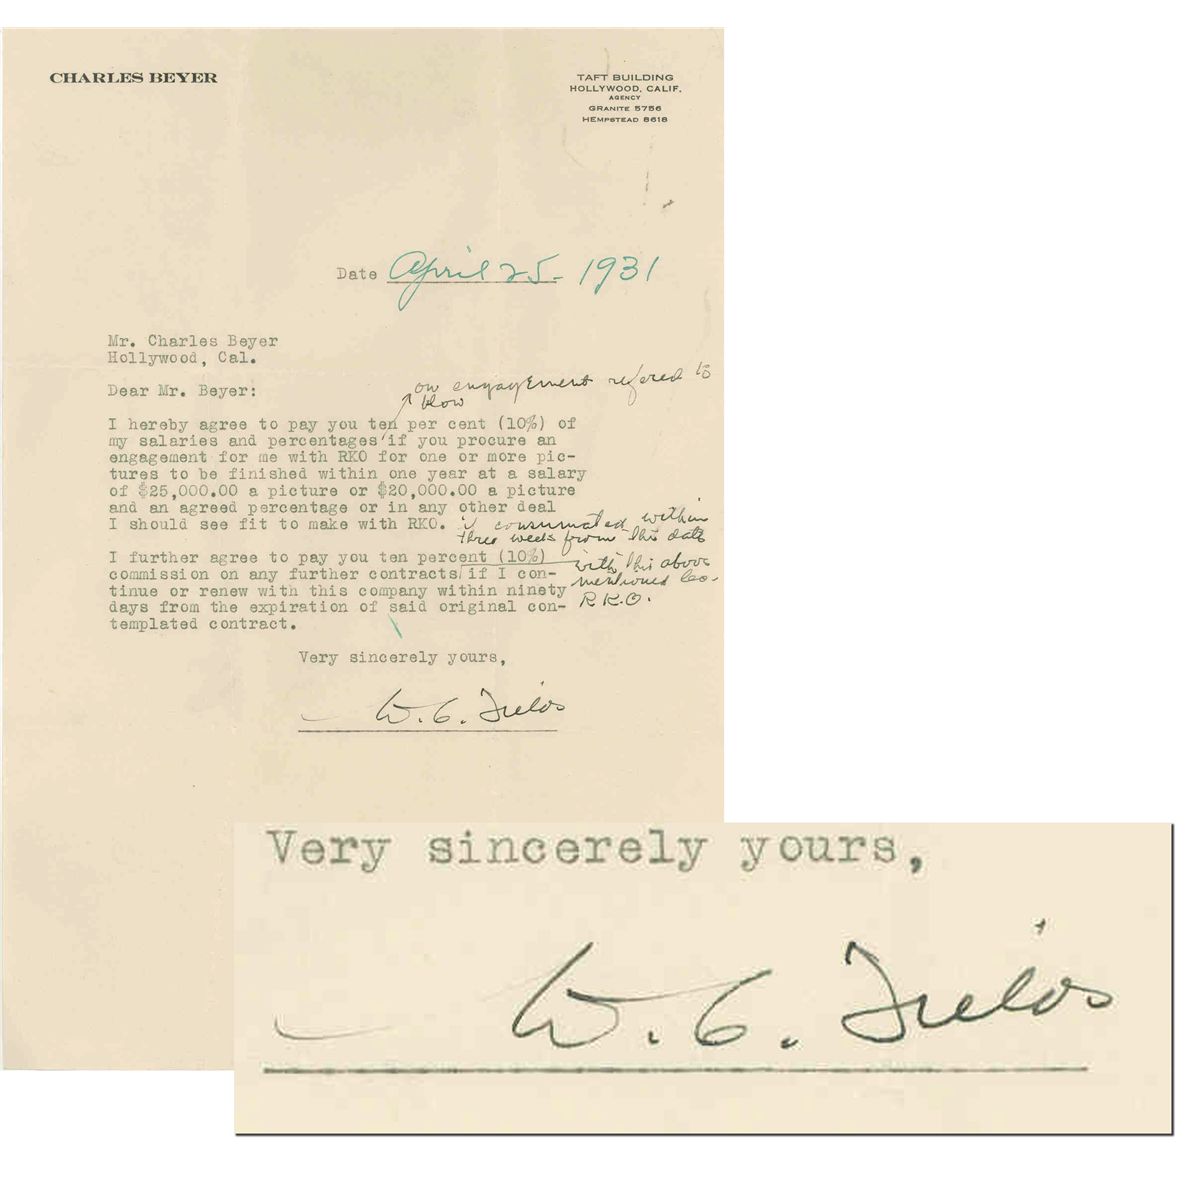 CHARLES BEYER
TAFT BUILDING
HOLLYWOOD, CALIF.
AGENCY
GRANITE 5756
HEMPSTEAD 8618
Date April 25- 1931
Mr. Charles Beyer
Hollywood, Cal.
Dear Mr. Beyer:
on engagement refered to
blow
I hereby agree to pay you ten per cent (10%) of
my salaries and percentages if you procure an
engagement for me with RKO for one or more pic-
tures to be finished within one year at a salary
of $25,000.00 a picture or $20,000.00 a picture
and an agreed percentage or in any other deal
I should see fit to make with RKO. if consumated within
three weeks from this date
I further agree to pay you ten percent (10%)
commission on any further contracts if I con-
tinue or renew with this company within ninety
days from the expiration of said original con-
templated contract.
with this above
mentioned Co-
R.K.O.
Very sincerely yours,
W. C. Fields
Very sincerely yours,
W. C. Fields